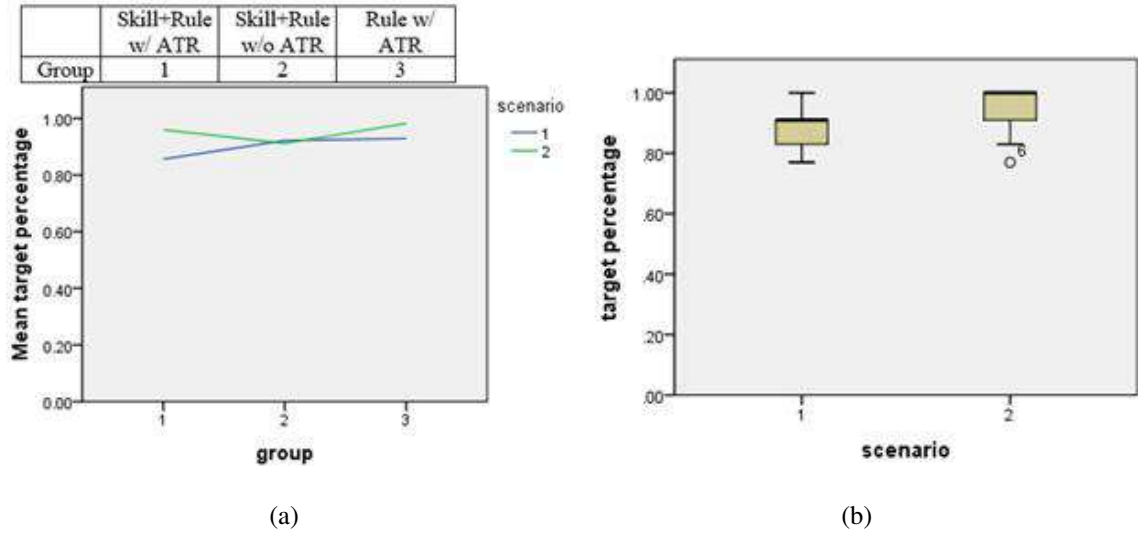 Skill+Rule w/ ATR Skill+Rule w/o ATR Rule w/ ATR
Group 1 2 3
Mean target percentage
1.00
0.80
0.60
0.40
0.20
0.00
1 2 3
group
scenario
1
2
(a)
target percentage
1.00
.80
.60
.40
.20
.00
6
1 2
scenario
(b)